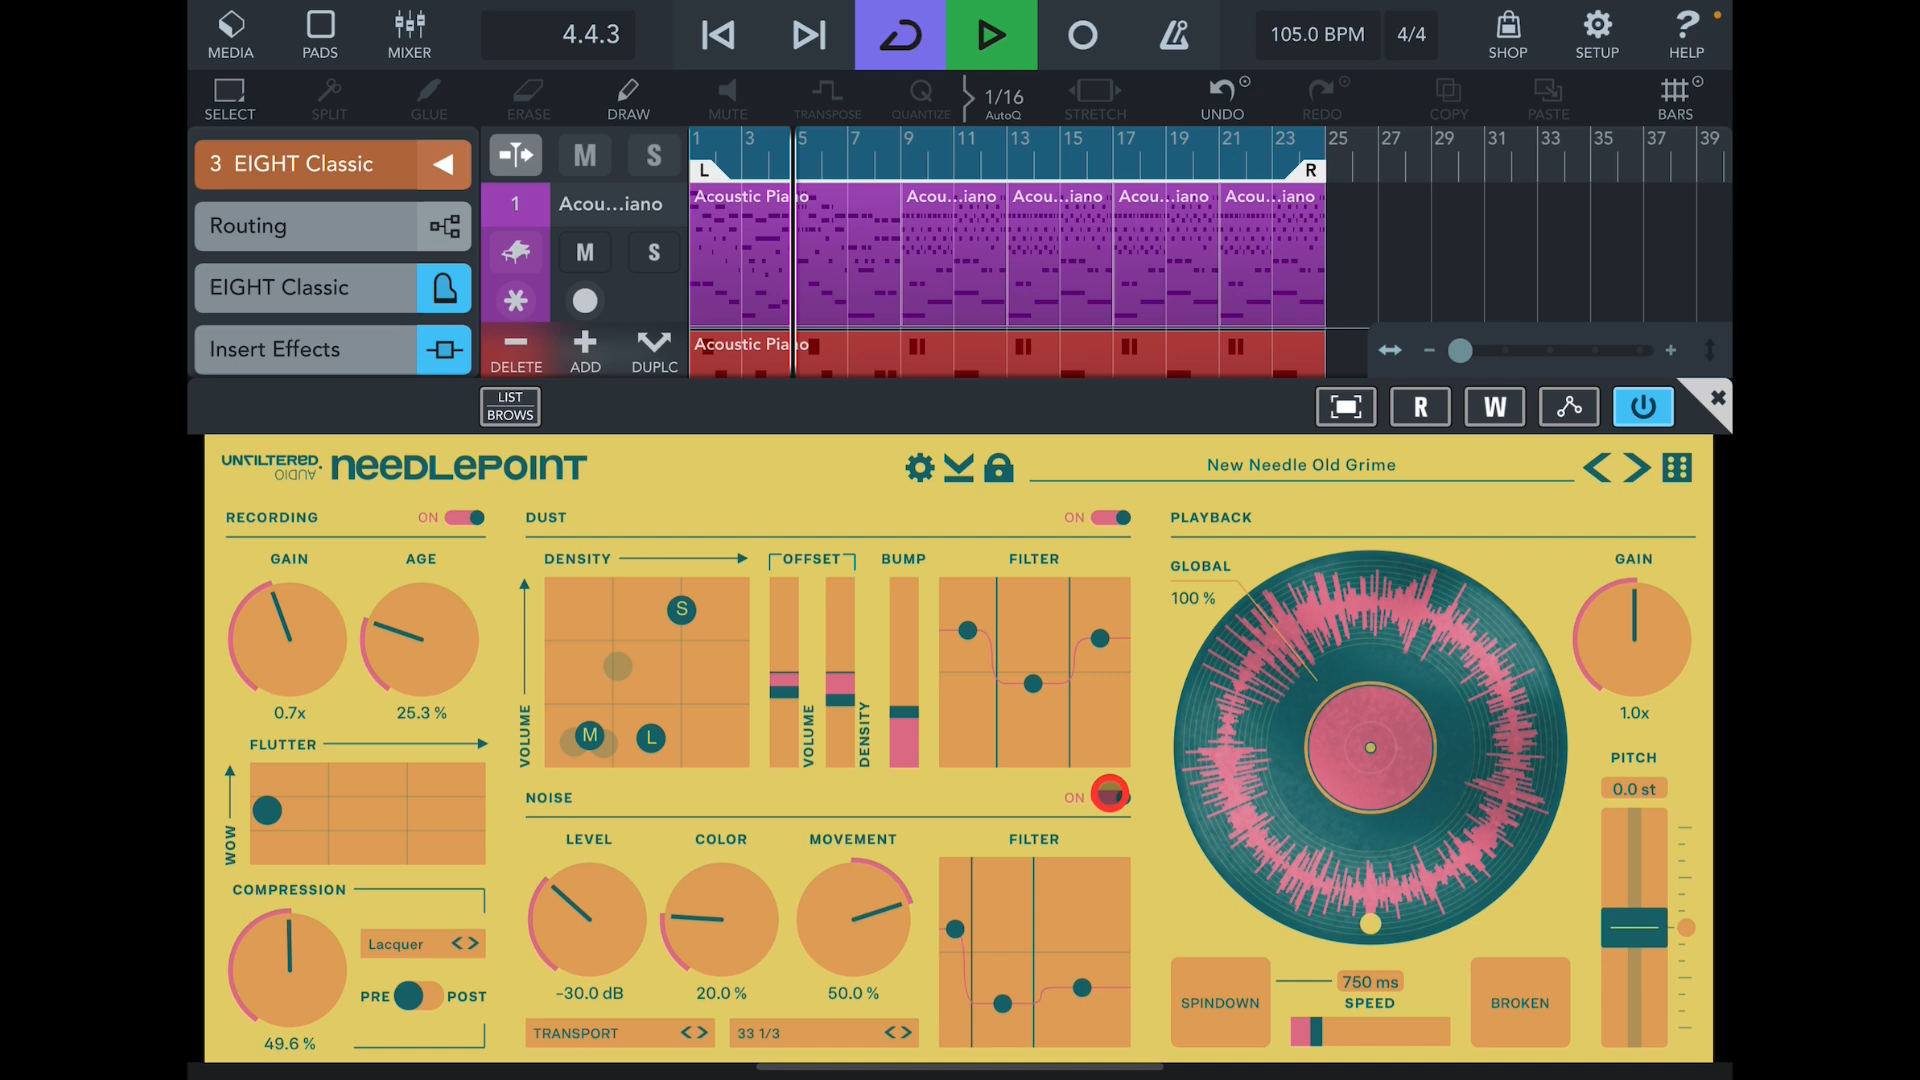 MEDIA PADS MIXER 4.4.3 105.0 BPM 4/4 SHOP SETUP ? HELP
SELECT SPLIT GLUE ERASE DRAW MUTE TRANSPOSE QUANTIZE 1/16 AutoQ STRETCH UNDO REDO COPY PASTE BARS
1 3 5 7 9 11 13 15 17 19 21 23 25 27 29 31 33 35 37 39
3 EIGHT Classic M S L R
Routing 1 Acou...iano Acoustic Piano Acou...iano Acou...iano Acou...iano Acou...iano
M S
EIGHT Classic
Insert Effects DELETE ADD DUPLC Acoustic Piano
LIST
BROWS
R W
UNFILTERED AUDIO NEEDLEPOINT New Needle Old Grime
RECORDING ON DUST ON PLAYBACK
GAIN AGE DENSITY OFFSET BUMP FILTER GLOBAL GAIN
100 %
S
M L
VOLUME VOLUME DENSITY
0.7x 25.3 % 1.0x
FLUTTER PITCH
WOW 0.0 st
NOISE ON
LEVEL COLOR MOVEMENT FILTER
COMPRESSION
Lacquer
PRE POST
49.6 %
-30.0 dB 20.0 % 50.0 %
TRANSPORT 33 1/3
SPINDOWN 750 ms SPEED BROKEN